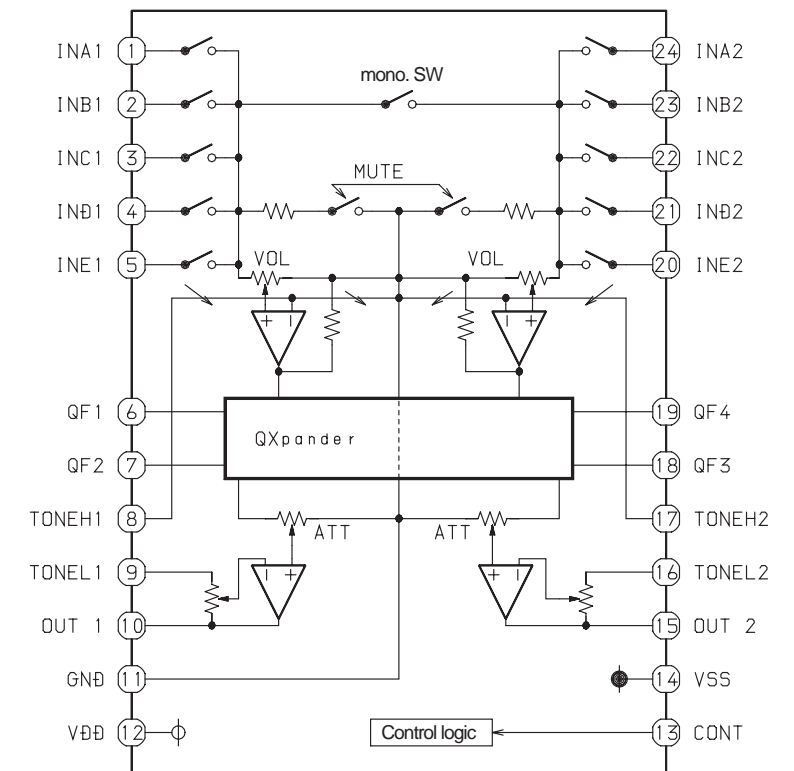 INA1 1 24 INA2
mono. SW
INB1 2 23 INB2
INC1 3 22 INC2
MUTE
IND1 4 21 IND2
INE1 5 VOL VOL 20 INE2
+ − − +
QF1 6 19 QF4
QXpander
QF2 7 18 QF3
TONEH1 8 17 TONEH2
ATT ATT
TONEL1 9 − + + − 16 TONEL2
OUT 1 10 15 OUT 2
GND 11 14 VSS
VDD 12 Control logic 13 CONT